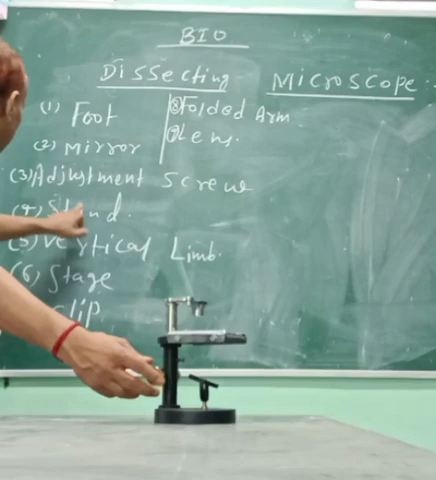 BIO
Dissecting Microscope
(1) Foot
(2) Mirror
(3) Adjustment Screw
(4) Stand.
(5) Vertical Limb.
(6) Stage
Clip
(8) Folded Arm
(9) Lens.